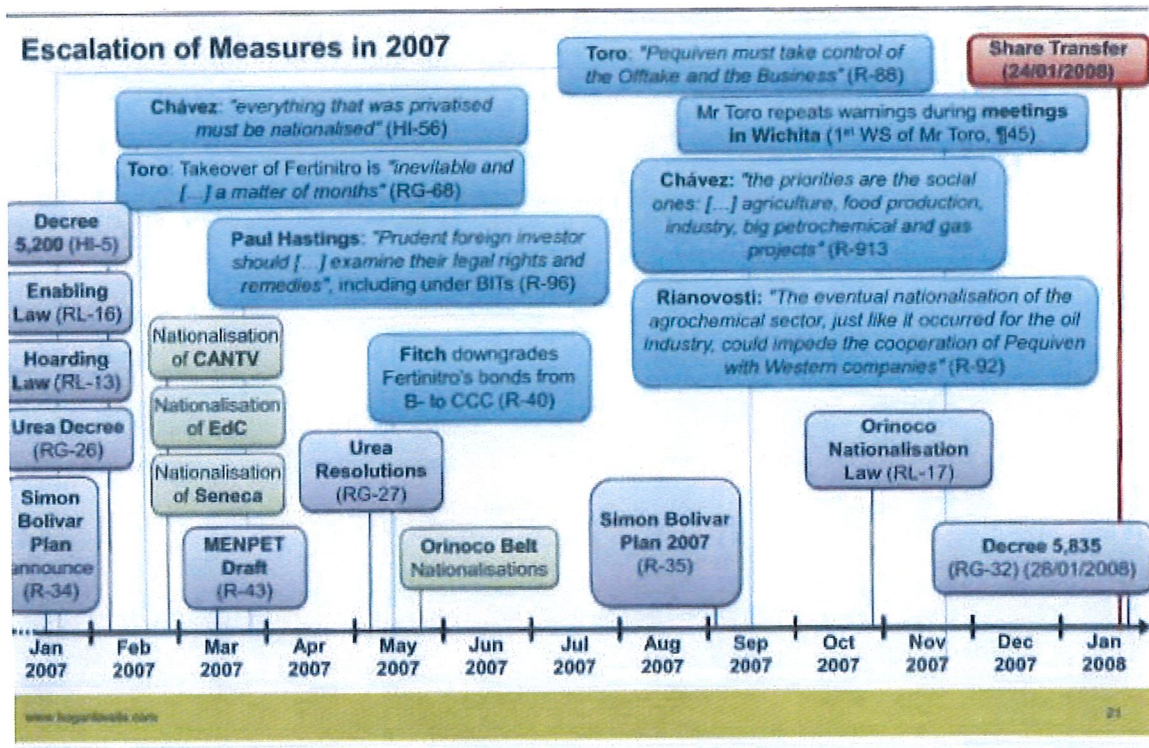 Escalation of Measures in 2007
Toro: "Pequiven must take control of
the Offtake and the Business" (R-88)
Share Transfer
(24/01/2008)
Chávez: "everything that was privatised
must be nationalised" (HI-56)
Mr Toro repeats warnings during meetings
in Wichita (1st WS of Mr Toro, ¶45)
Toro: Takeover of Fertinitro is "inevitable and
[...] a matter of months" (RG-68)
Chávez: "the priorities are the social
ones: [...] agriculture, food production,
industry, big petrochemical and gas
projects" (R-913
Decree
5,200 (HI-5)
Paul Hastings: "Prudent foreign investor
should [...] examine their legal rights and
remedies", including under BITs (R-96)
Enabling
Law (RL-16)
Rianovosti: "The eventual nationalisation of the
agrochemical sector, just like it occurred for the oil
industry, could impede the cooperation of Pequiven
with Western companies" (R-92)
Nationalisation
of CANTV
Hoarding
Law (RL-13)
Fitch downgrades
Fertinitro's bonds from
B- to CCC (R-40)
Nationalisation
of EdC
Urea Decree
(RG-26)
Urea
Resolutions
(RG-27)
Orinoco
Nationalisation
Law (RL-17)
Nationalisation
of Seneca
Simon
Bolivar
Plan
announce
(R-34)
MENPET
Draft
(R-43)
Orinoco Belt
Nationalisations
Simon Bolivar
Plan 2007
(R-35)
Decree 5,835
(RG-32) (28/01/2008)
Jan Feb Mar Apr May Jun Jul Aug Sep Oct Nov Dec Jan
2007 2007 2007 2007 2007 2007 2007 2007 2007 2007 2007 2007 2008
www.hoganlovells.com
21